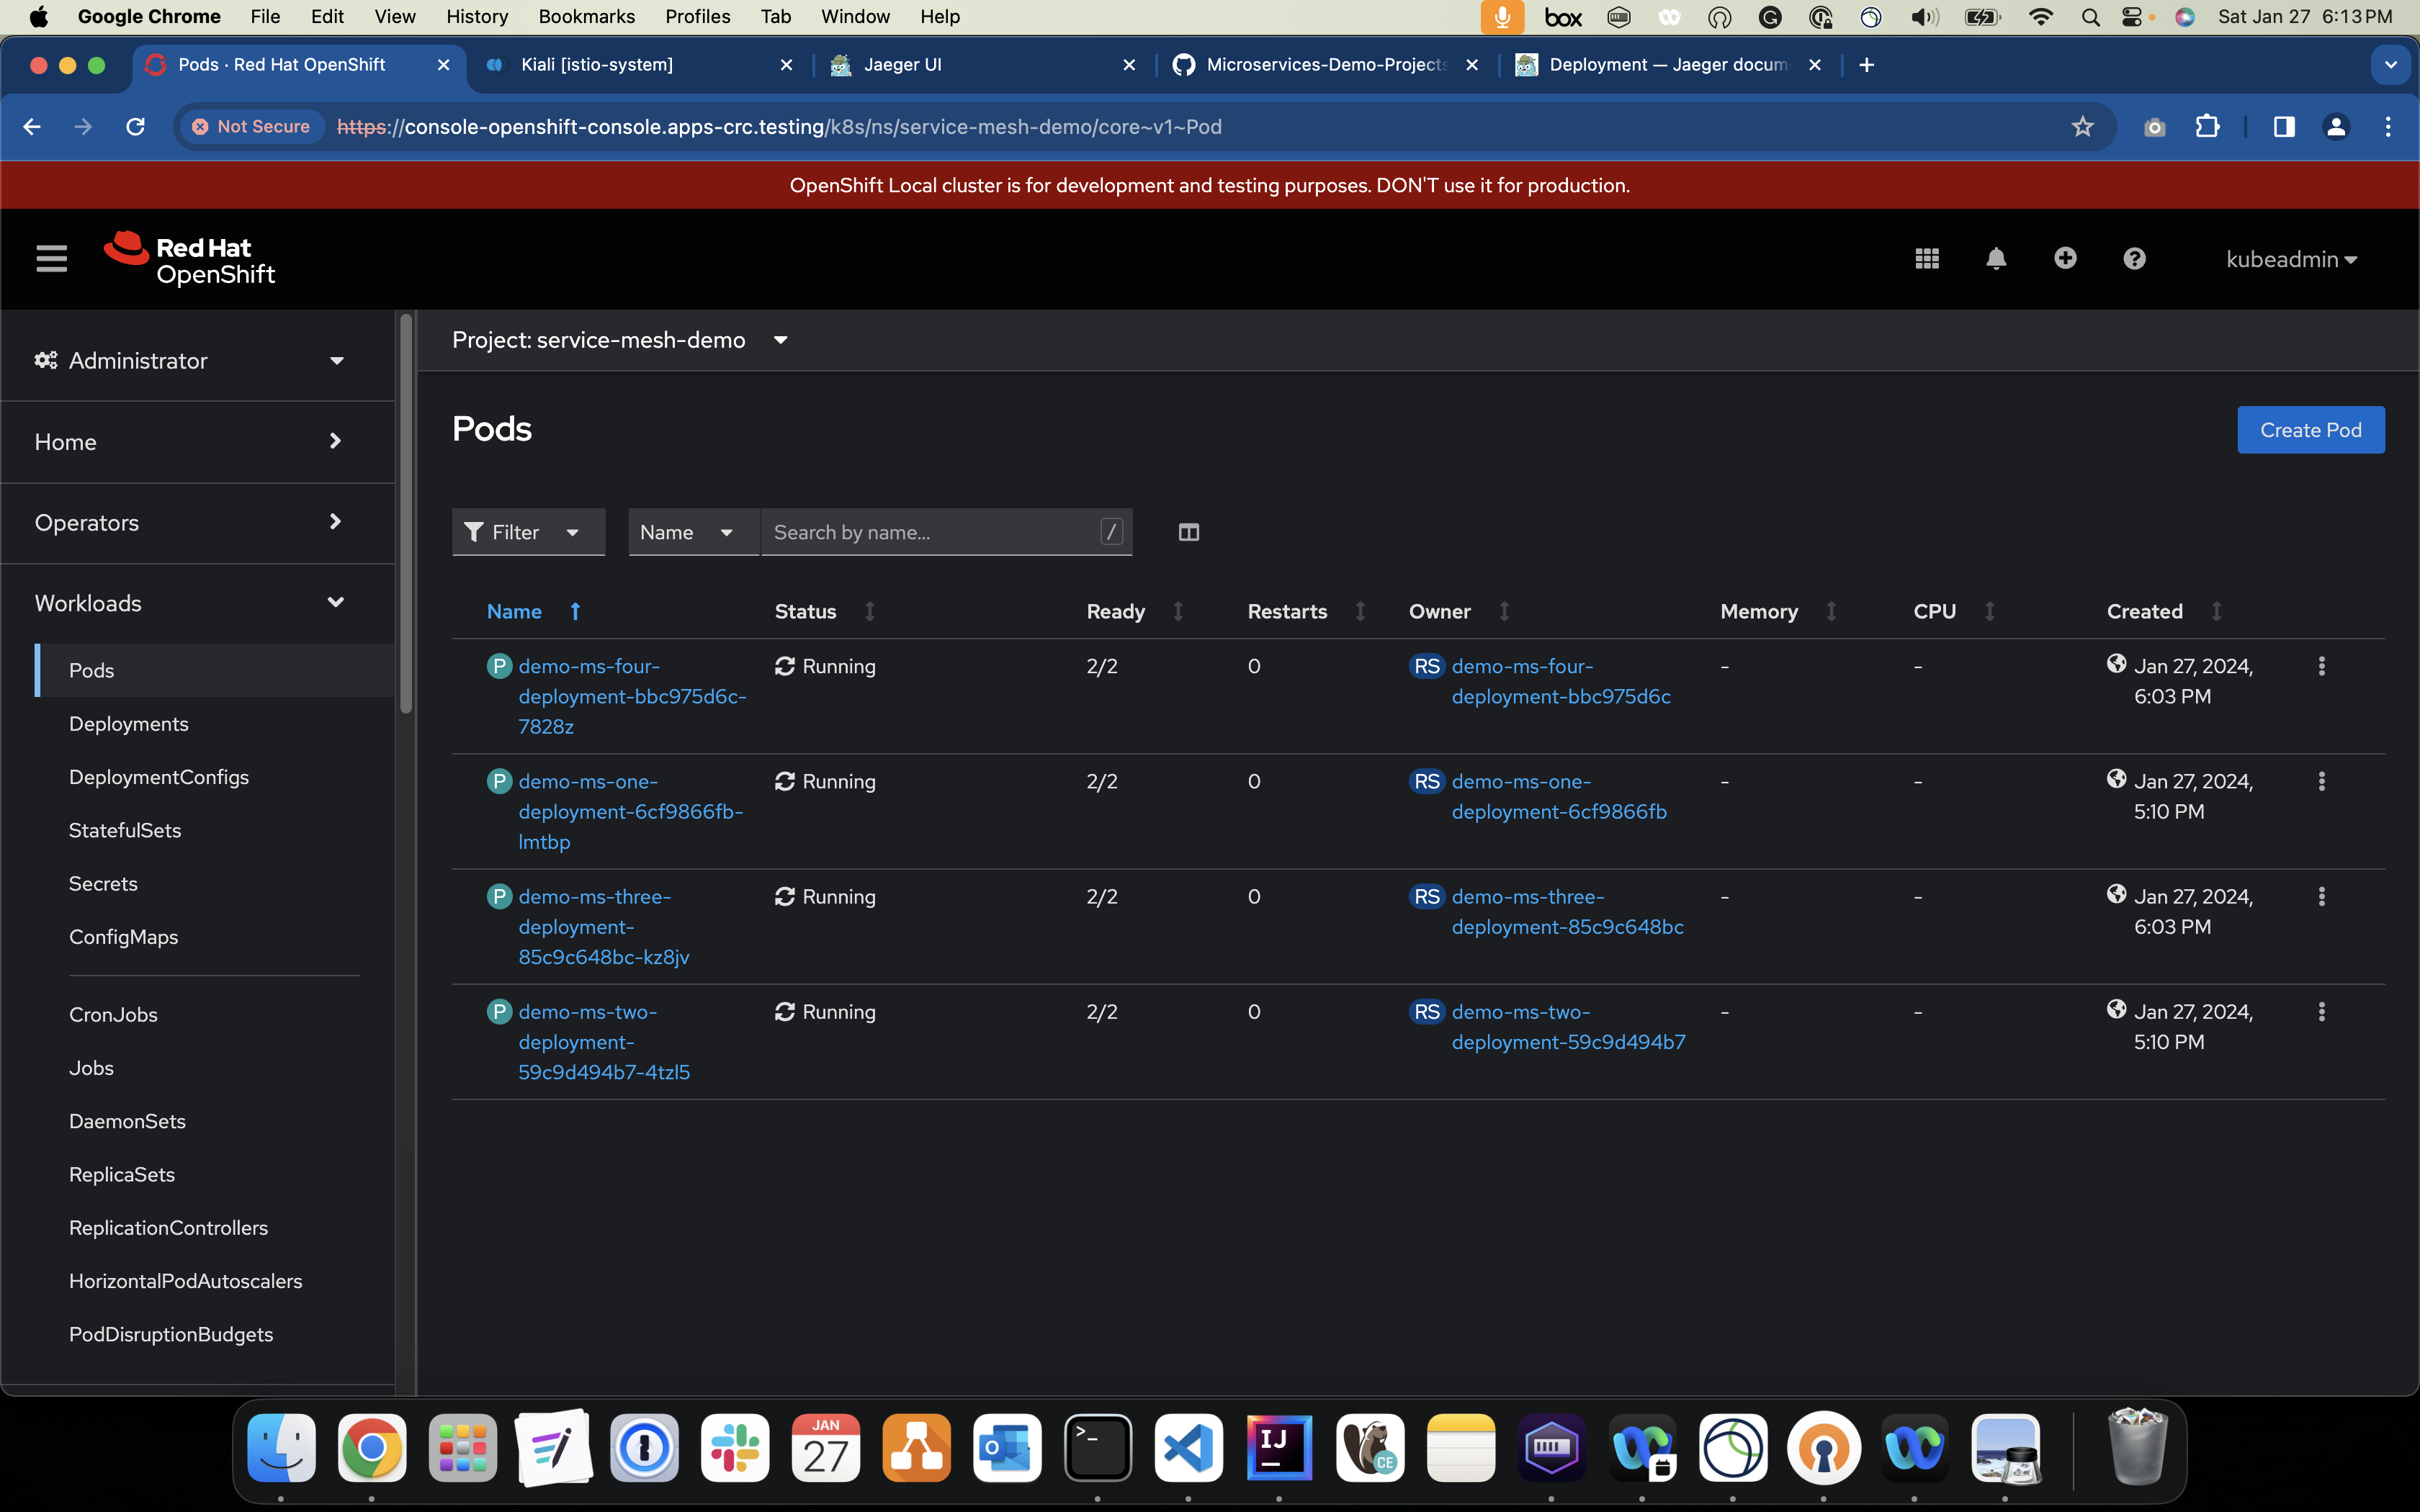 Google Chrome File Edit View History Bookmarks Profiles Tab Window Help box Sat Jan 27 6:13 PM
Pods · Red Hat OpenShift Kiali [istio-system] Jaeger UI Microservices-Demo-Projects Deployment — Jaeger docum
Not Secure https://console-openshift-console.apps-crc.testing/k8s/ns/service-mesh-demo/core~v1~Pod
OpenShift Local cluster is for development and testing purposes. DON'T use it for production.
Red Hat
OpenShift
kubeadmin
Administrator
Home
Operators
Workloads
Pods
Deployments
DeploymentConfigs
StatefulSets
Secrets
ConfigMaps
CronJobs
Jobs
DaemonSets
ReplicaSets
ReplicationControllers
HorizontalPodAutoscalers
PodDisruptionBudgets
Project: service-mesh-demo
Pods
Create Pod
Filter Name Search by name... /
Name Status Ready Restarts Owner Memory CPU Created
P demo-ms-four- Running 2/2 0 RS demo-ms-four- - - Jan 27, 2024,
deployment-bbc975d6c- deployment-bbc975d6c 6:03 PM
7828z
P demo-ms-one- Running 2/2 0 RS demo-ms-one- - - Jan 27, 2024,
deployment-6cf9866fb- deployment-6cf9866fb 5:10 PM
lmtbp
P demo-ms-three- Running 2/2 0 RS demo-ms-three- - - Jan 27, 2024,
deployment- deployment-85c9c648bc 6:03 PM
85c9c648bc-kz8jv
P demo-ms-two- Running 2/2 0 RS demo-ms-two- - - Jan 27, 2024,
deployment- deployment-59c9d494b7 5:10 PM
59c9d494b7-4tzl5
JAN
27
IJ
CE